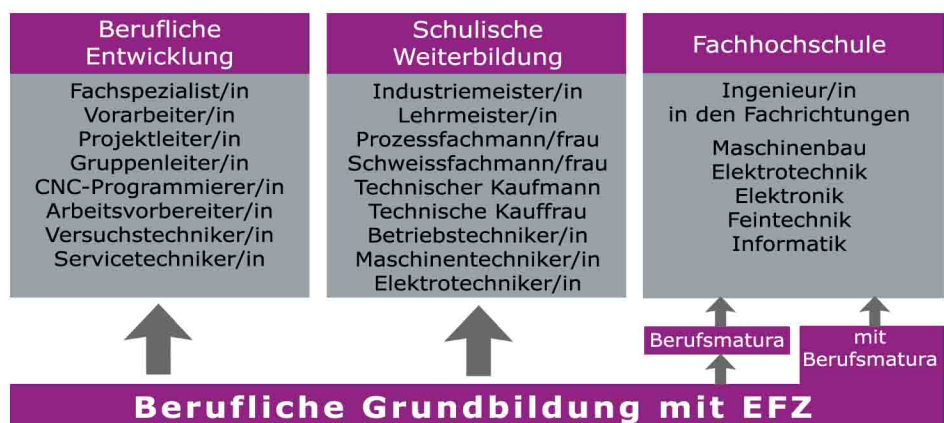 Berufliche
Entwicklung
Fachspezialist/in
Vorarbeiter/in
Projektleiter/in
Gruppenleiter/in
CNC-Programmierer/in
Arbeitsvorbereiter/in
Versuchstechniker/in
Servicetechniker/in
Schulische
Weiterbildung
Industriemeister/in
Lehrmeister/in
Prozessfachmann/frau
Schweissfachmann/frau
Technischer Kaufmann
Technische Kauffrau
Betriebstechniker/in
Maschinentechniker/in
Elektrotechniker/in
Fachhochschule
Ingenieur/in
in den Fachrichtungen
Maschinenbau
Elektrotechnik
Elektronik
Feintechnik
Informatik
Berufsmatura
mit
Berufsmatura
Berufliche Grundbildung mit EFZ